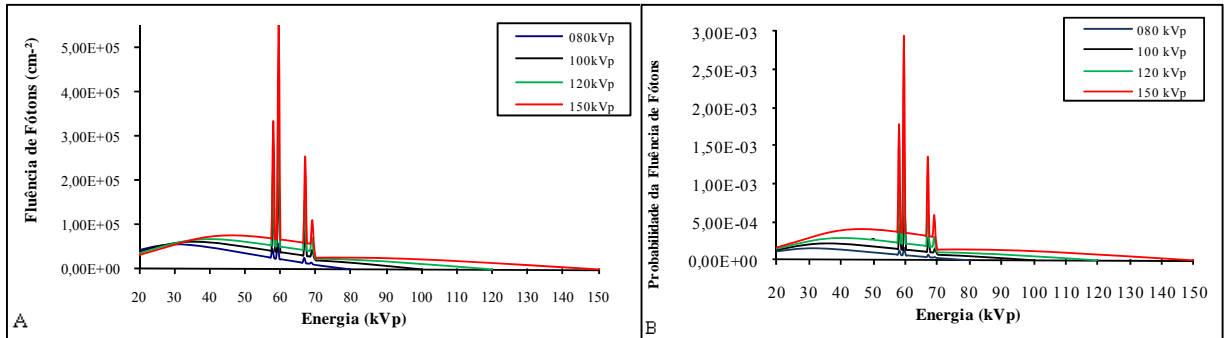 Fluência de Fótons (cm-²)
5,00E+05
4,00E+05
3,00E+05
2,00E+05
1,00E+05
0,00E+00
080kVp
100kVp
120kVp
150kVp
20 30 40 50 60 70 80 90 100 110 120 130 140 150
Energia (kVp)
A
Probabilidade da Fluência de Fótons
3,00E-03
2,50E-03
2,00E-03
1,50E-03
1,00E-03
5,00E-04
0,00E+00
080 kVp
100 kVp
120 kVp
150 kVp
20 30 40 50 60 70 80 90 100 110 120 130 140 150
Energia (kVp)
B